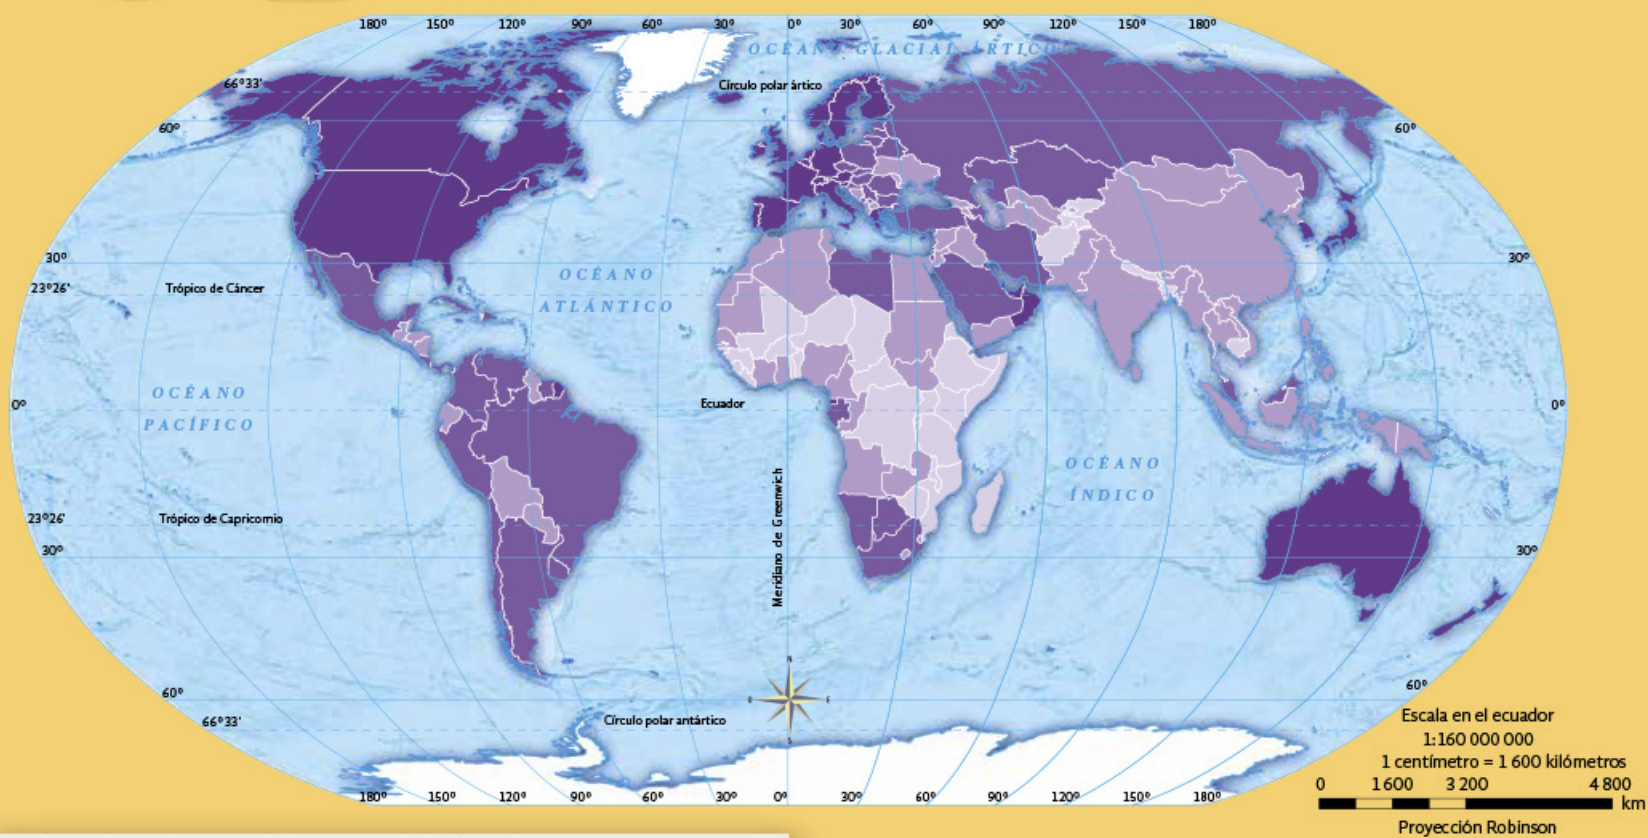 180º 150º 120º 90º 60º 30º 0º 30º 60º 90º 120º 150º 180º
OCÉANO GLACIAL ÁRTICO
66º33'
Círculo polar ártico
60º
60º
30º
30º
23º26'
Trópico de Cáncer
OCÉANO
ATLÁNTICO
OCÉANO
PACÍFICO
0º
Ecuador
0º
OCÉANO
ÍNDICO
Meridiano de Greenwich
23º26'
Trópico de Capricornio
23º26'
30º
30º
60º
60º
66º33'
Círculo polar antártico
180º 150º 120º 90º 60º 30º 0º 30º 60º 90º 120º 150º 180º
Escala en el ecuador
1:160 000 000
1 centímetro = 1 600 kilómetros
0 1 600 3 200 4 800
km
Proyección Robinson